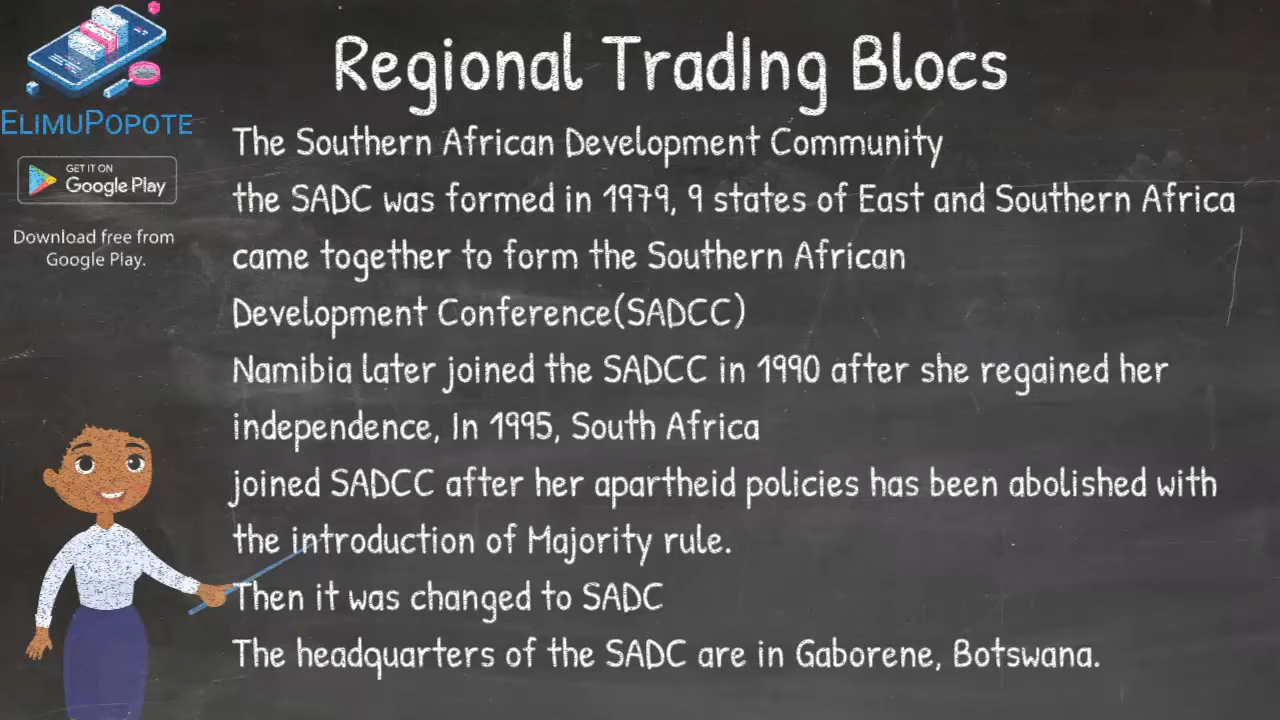 Regional TradIng Blocs
ELIMUPOPOTE
GET IT ON
Google Play
Download free from
Google Play.
The Southern African Development Community
the SADC was formed in 1979, 9 states of East and Southern Africa
came together to form the Southern African
Development Conference(SADCC)
Namibia later joined the SADCC in 1990 after she regained her
independence, In 1995, South Africa
joined SADCC after her apartheid policies has been abolished with
the introduction of Majority rule.
Then it was changed to SADC
The headquarters of the SADC are in Gaborene, Botswana.